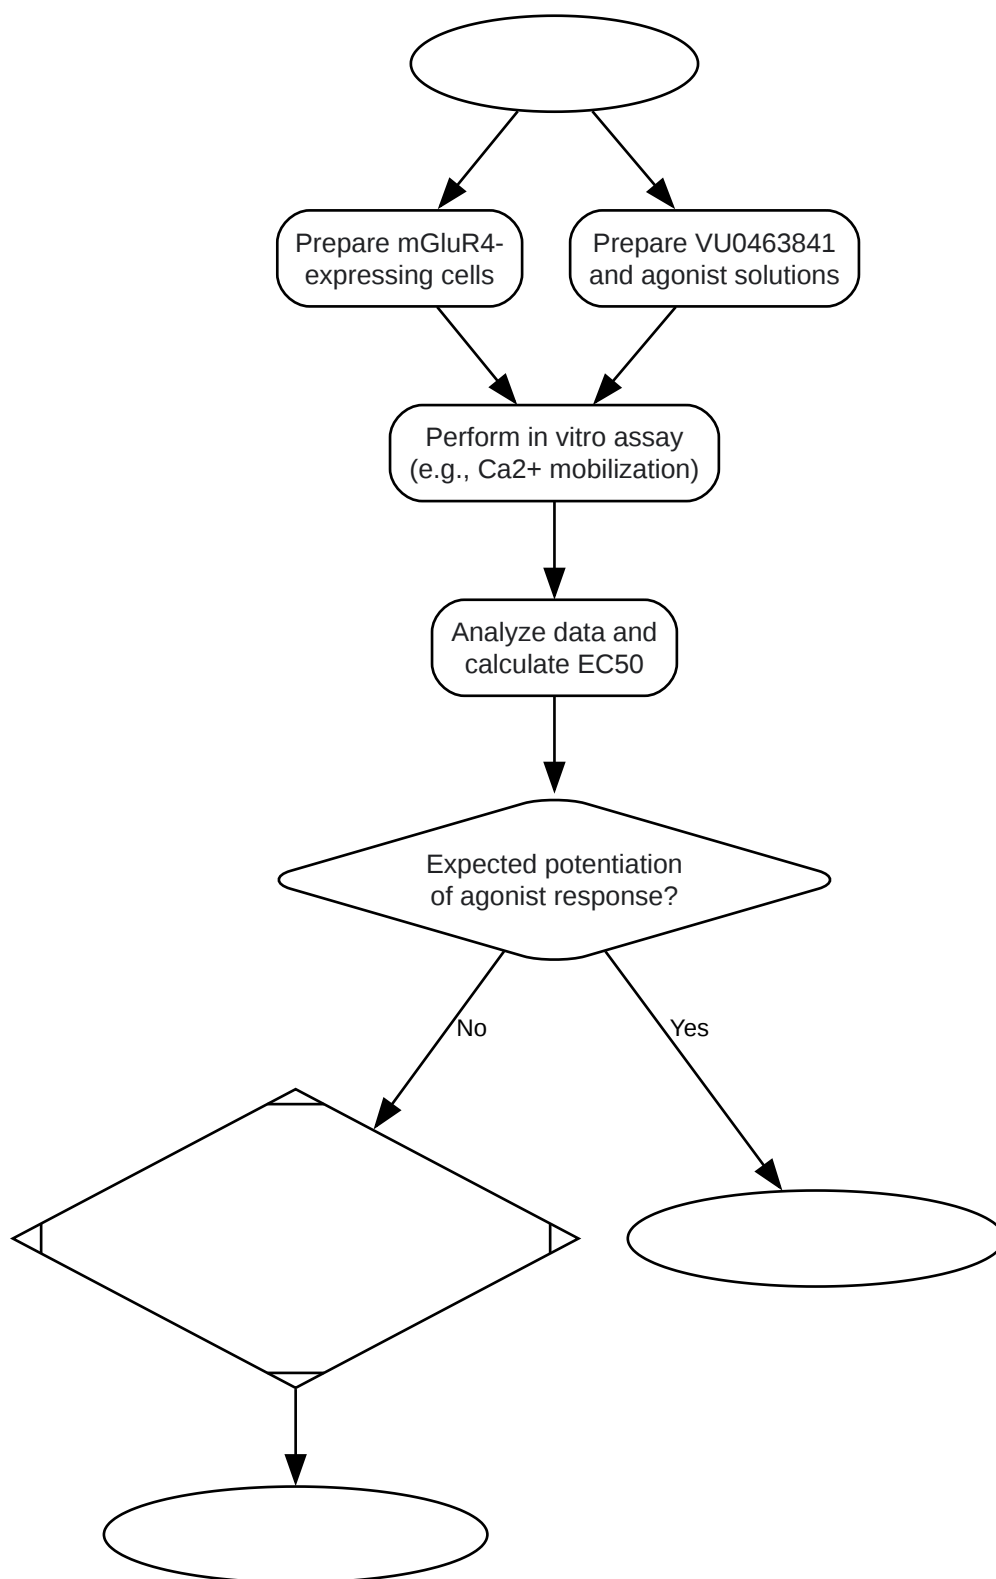 Prepare mGluR4-
expressing cells
Prepare VU0463841
and agonist solutions
Perform in vitro assay
(e.g., Ca2+ mobilization)
Analyze data and
calculate EC50
Expected potentiation
of agonist response?
No
Yes